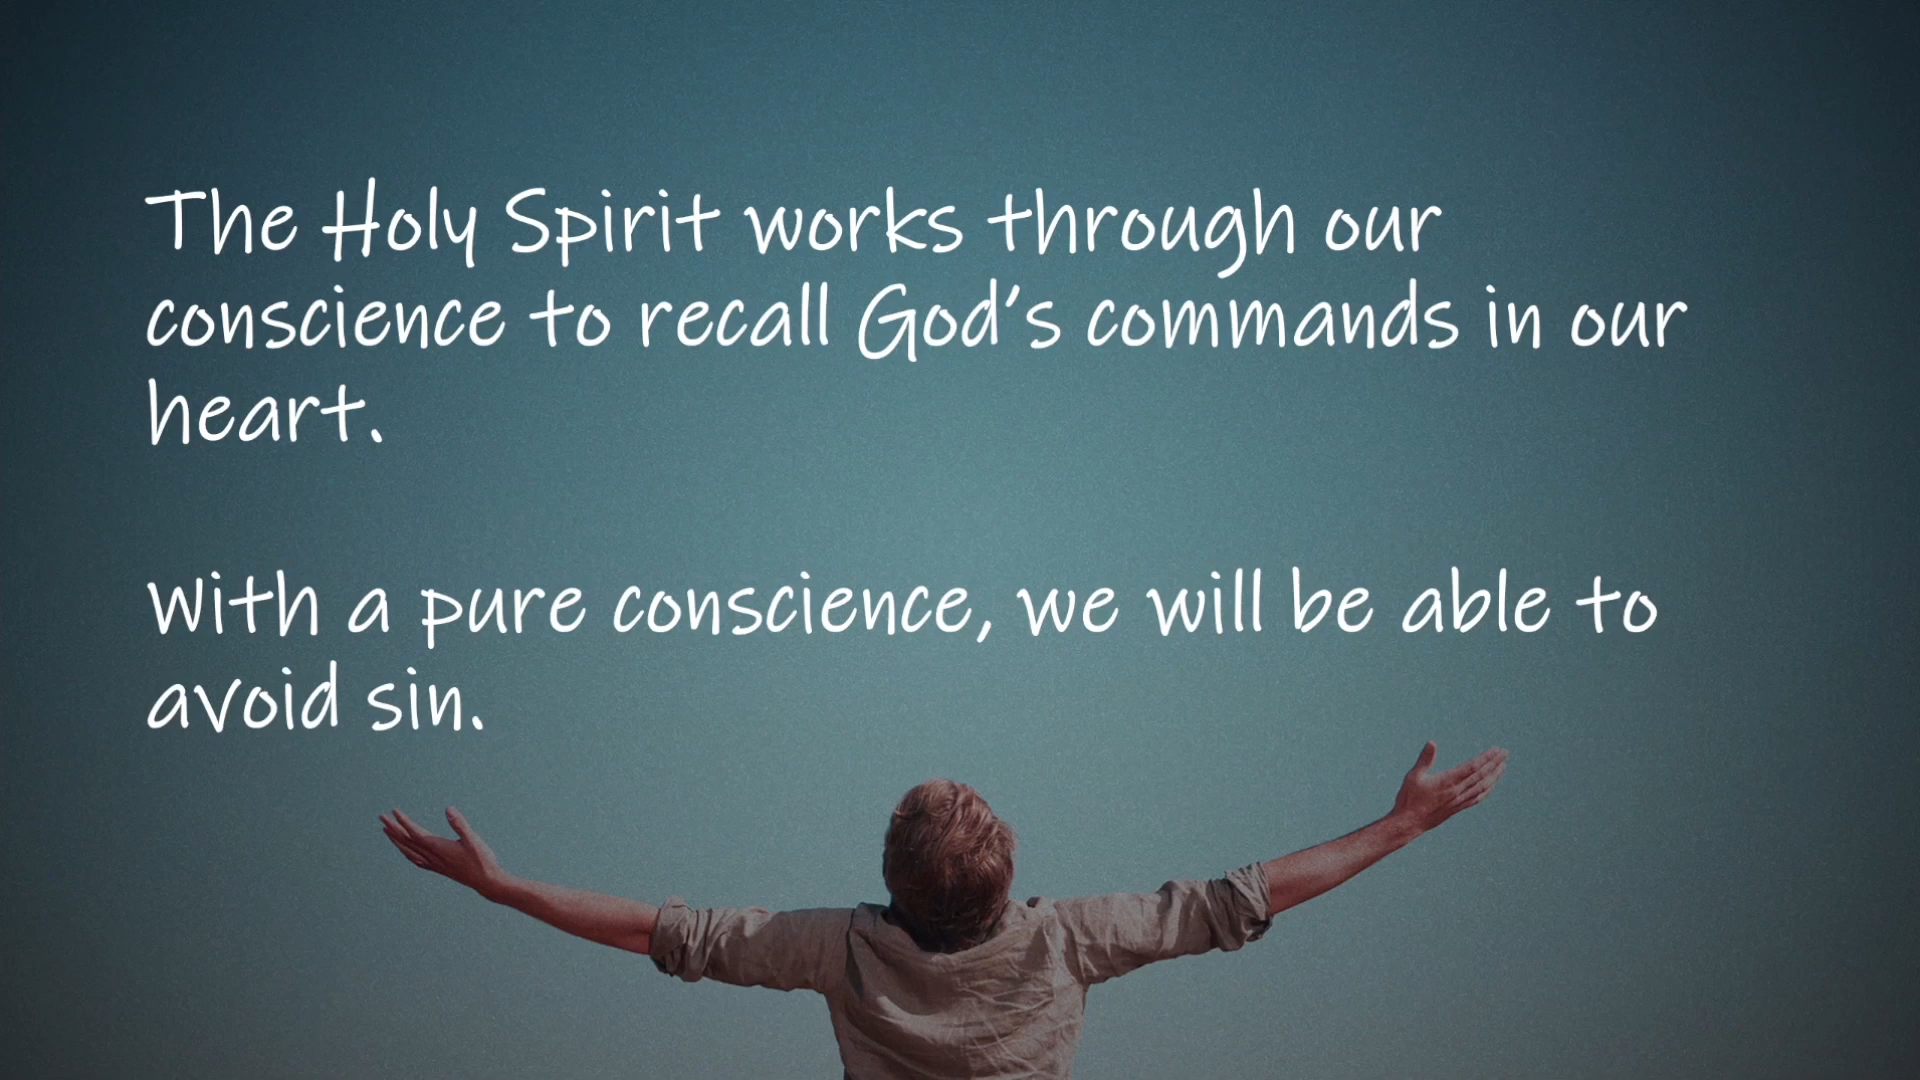 The Holy Spirit works through our
conscience to recall God's commands in our
heart.
With a pure conscience, we will be able to
avoid sin.